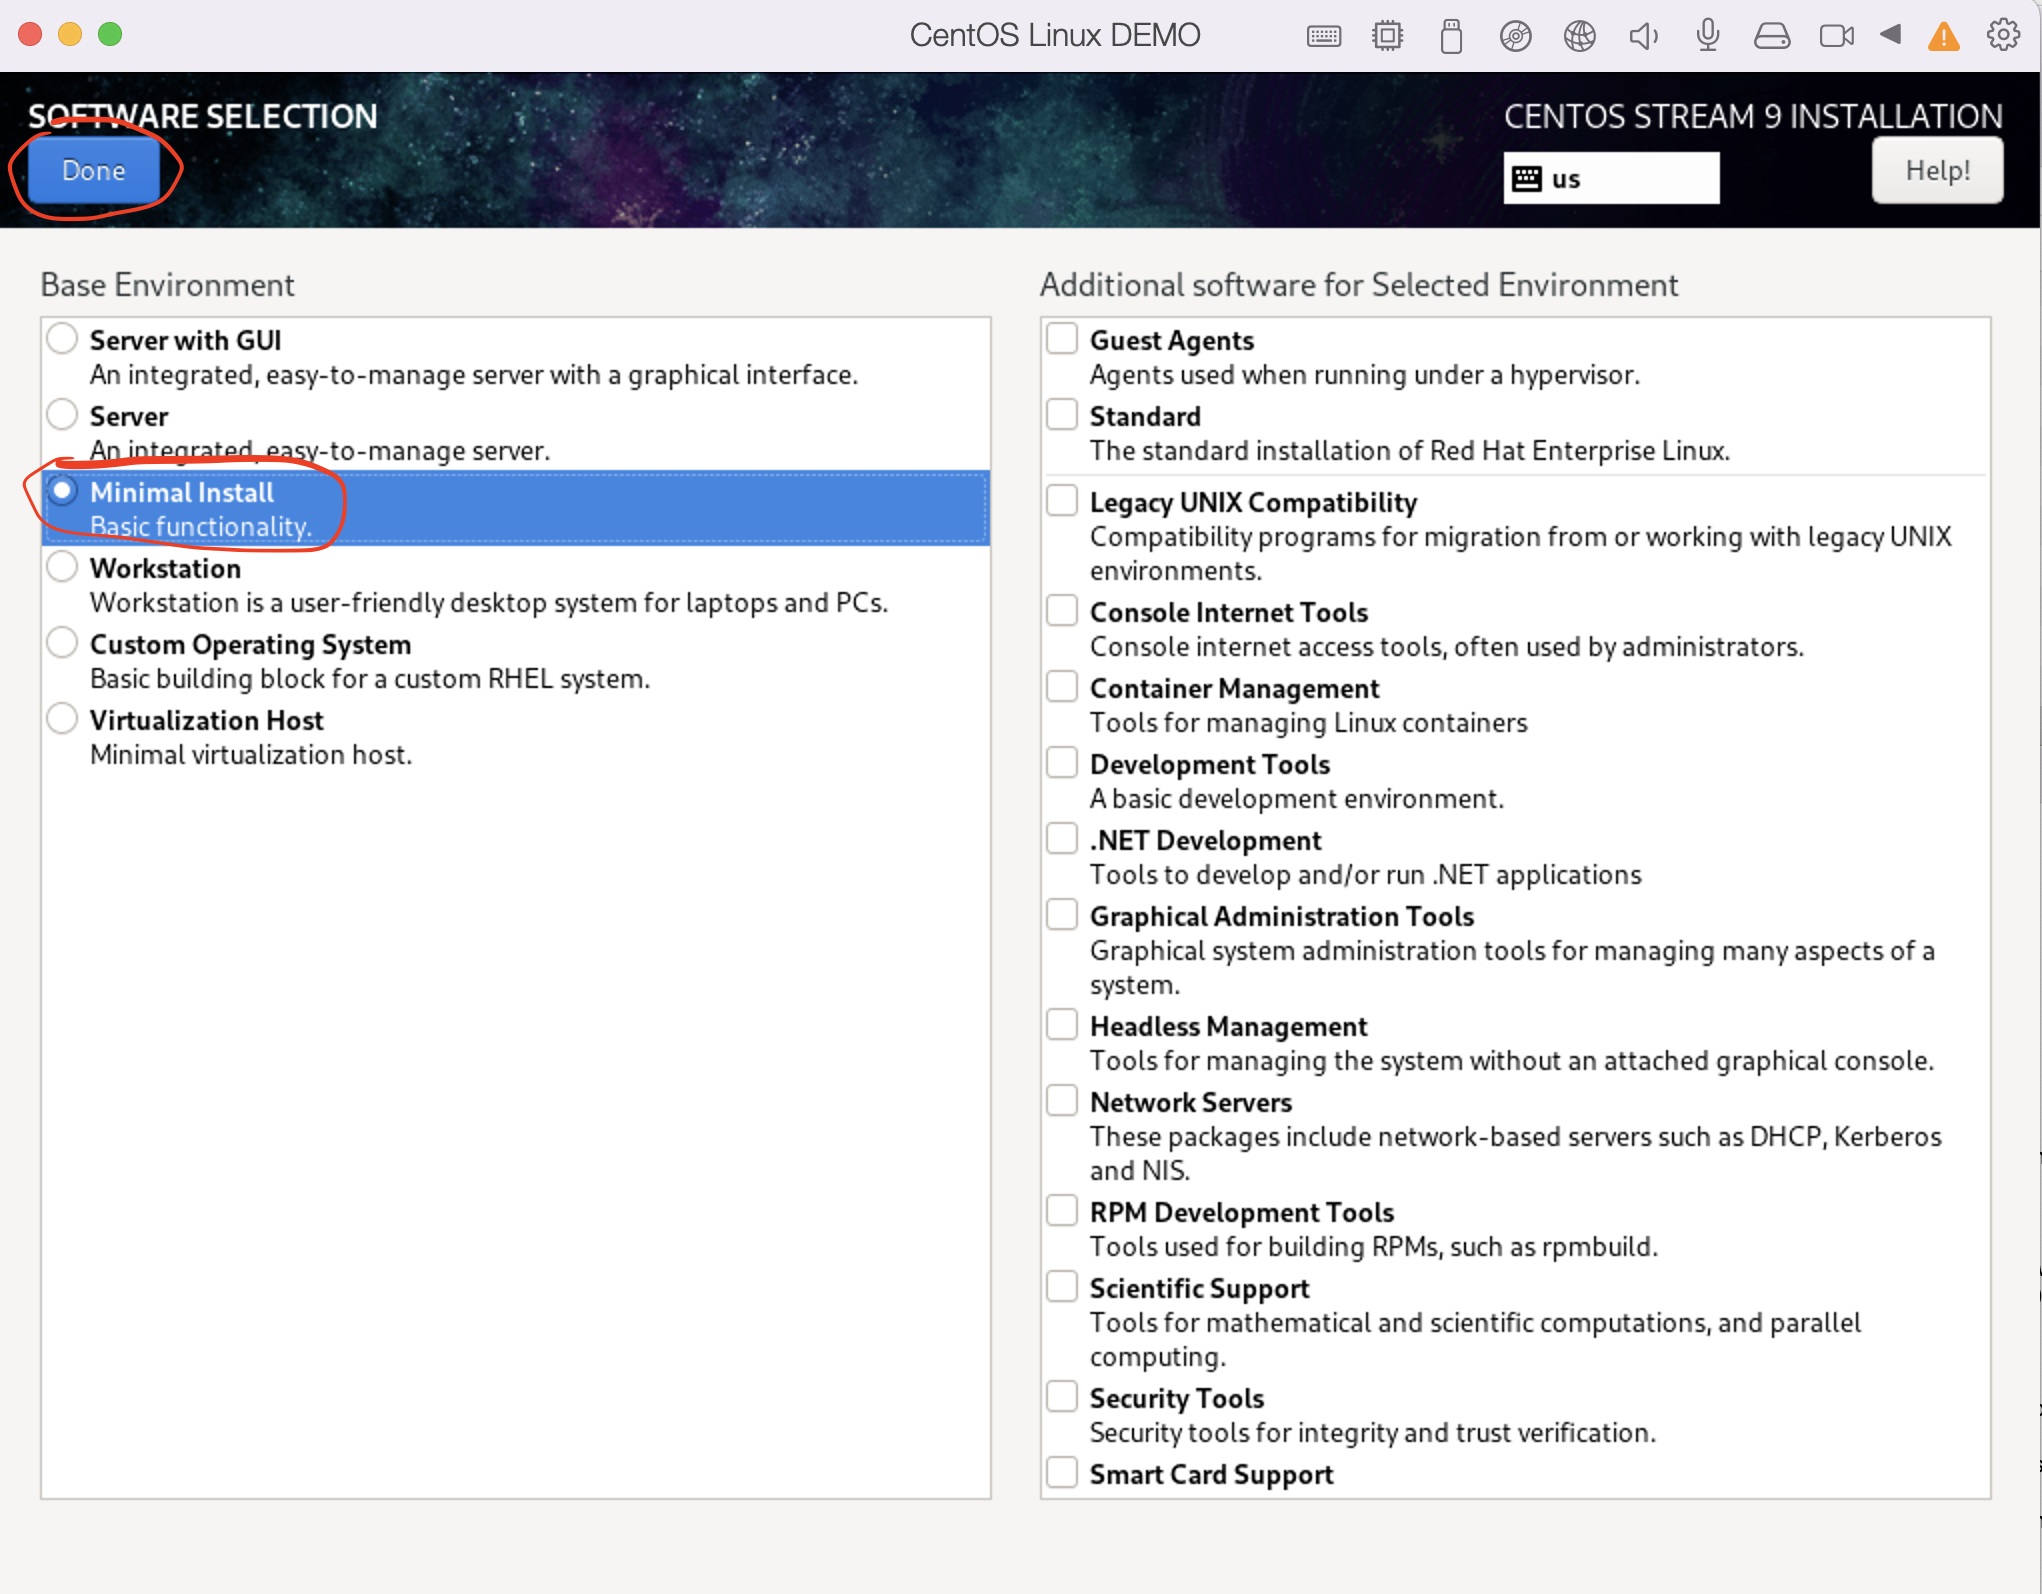 CentOS Linux DEMO
SOFTWARE SELECTION
CENTOS STREAM 9 INSTALLATION
Done
us
Help!
Base Environment
Server with GUI
An integrated, easy-to-manage server with a graphical interface.
Server
An integrated, easy-to-manage server.
Minimal Install
Basic functionality.
Workstation
Workstation is a user-friendly desktop system for laptops and PCs.
Custom Operating System
Basic building block for a custom RHEL system.
Virtualization Host
Minimal virtualization host.
Additional software for Selected Environment
Guest Agents
Agents used when running under a hypervisor.
Standard
The standard installation of Red Hat Enterprise Linux.
Legacy UNIX Compatibility
Compatibility programs for migration from or working with legacy UNIX
environments.
Console Internet Tools
Console internet access tools, often used by administrators.
Container Management
Tools for managing Linux containers
Development Tools
A basic development environment.
.NET Development
Tools to develop and/or run .NET applications
Graphical Administration Tools
Graphical system administration tools for managing many aspects of a
system.
Headless Management
Tools for managing the system without an attached graphical console.
Network Servers
These packages include network-based servers such as DHCP, Kerberos
and NIS.
RPM Development Tools
Tools used for building RPMs, such as rpmbuild.
Scientific Support
Tools for mathematical and scientific computations, and parallel
computing.
Security Tools
Security tools for integrity and trust verification.
Smart Card Support